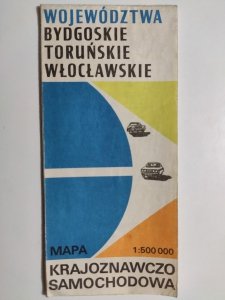 WOJEWÓDZTWA
BYDGOSKIE
TORUŃSKIE
WŁOCŁAWSKIE
MAPA 1:500 000
KRAJOZNAWCZO
SAMOCHODOWA